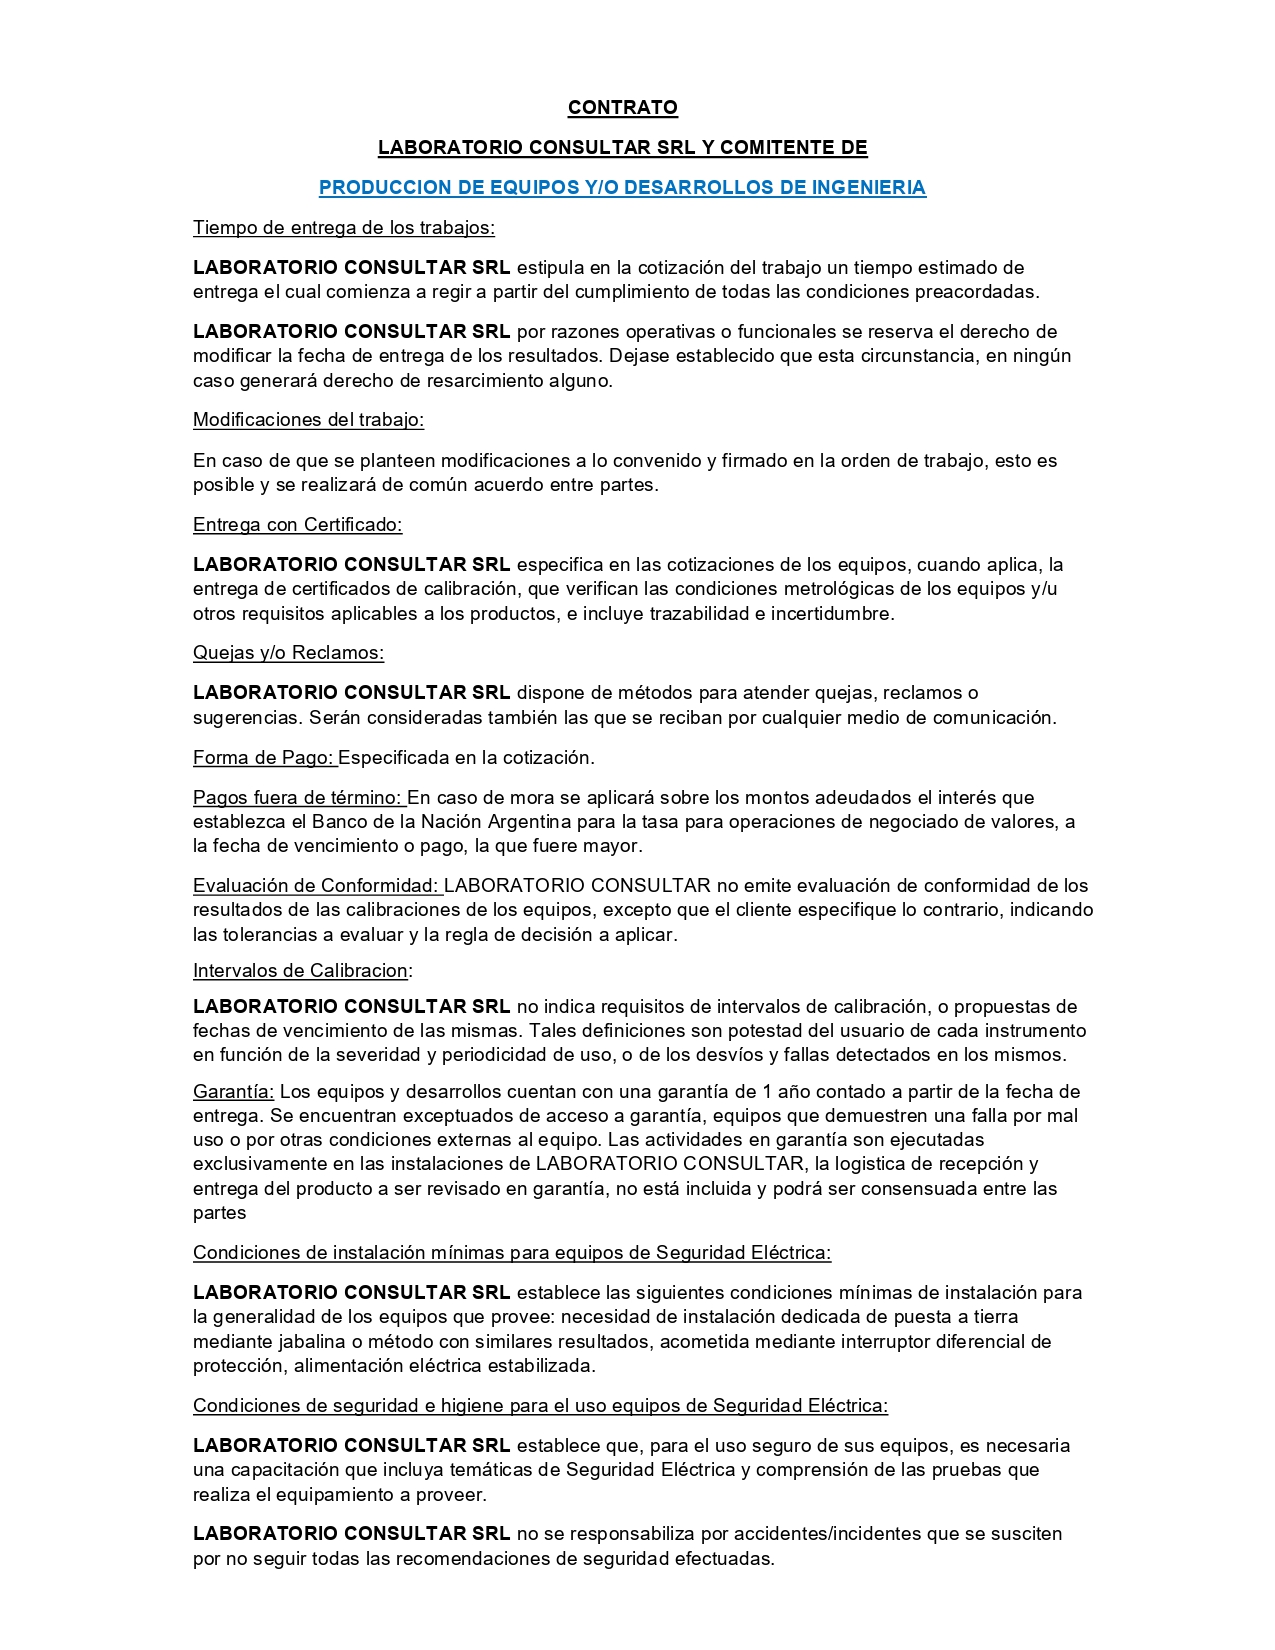 CONTRATO
LABORATORIO CONSULTAR SRL Y COMITENTE DE
PRODUCCION DE EQUIPOS Y/O DESARROLLOS DE INGENIERIA
Tiempo de entrega de los trabajos:
LABORATORIO CONSULTAR SRL estipula en la cotización del trabajo un tiempo estimado de
entrega el cual comienza a regir a partir del cumplimiento de todas las condiciones preacordadas.
LABORATORIO CONSULTAR SRL por razones operativas o funcionales se reserva el derecho de
modificar la fecha de entrega de los resultados. Dejase establecido que esta circunstancia, en ningún
caso generará derecho de resarcimiento alguno.
Modificaciones del trabajo:
En caso de que se planteen modificaciones a lo convenido y firmado en la orden de trabajo, esto es
posible y se realizará de común acuerdo entre partes.
Entrega con Certificado:
LABORATORIO CONSULTAR SRL especifica en las cotizaciones de los equipos, cuando aplica, la
entrega de certificados de calibración, que verifican las condiciones metrológicas de los equipos y/u
otros requisitos aplicables a los productos, e incluye trazabilidad e incertidumbre.
Quejas y/o Reclamos:
LABORATORIO CONSULTAR SRL dispone de métodos para atender quejas, reclamos o
sugerencias. Serán consideradas también las que se reciban por cualquier medio de comunicación.
Forma de Pago: Especificada en la cotización.
Pagos fuera de término: En caso de mora se aplicará sobre los montos adeudados el interés que
establezca el Banco de la Nación Argentina para la tasa para operaciones de negociado de valores, a
la fecha de vencimiento o pago, la que fuere mayor.
Evaluación de Conformidad: LABORATORIO CONSULTAR no emite evaluación de conformidad de los
resultados de las calibraciones de los equipos, excepto que el cliente especifique lo contrario, indicando
las tolerancias a evaluar y la regla de decisión a aplicar.
Intervalos de Calibracion:
LABORATORIO CONSULTAR SRL no indica requisitos de intervalos de calibración, o propuestas de
fechas de vencimiento de las mismas. Tales definiciones son potestad del usuario de cada instrumento
en función de la severidad y periodicidad de uso, o de los desvíos y fallas detectados en los mismos.
Garantía: Los equipos y desarrollos cuentan con una garantía de 1 año contado a partir de la fecha de
entrega. Se encuentran exceptuados de acceso a garantía, equipos que demuestren una falla por mal
uso o por otras condiciones externas al equipo. Las actividades en garantía son ejecutadas
exclusivamente en las instalaciones de LABORATORIO CONSULTAR, la logistica de recepción y
entrega del producto a ser revisado en garantía, no está incluida y podrá ser consensuada entre las
partes
Condiciones de instalación mínimas para equipos de Seguridad Eléctrica:
LABORATORIO CONSULTAR SRL establece las siguientes condiciones mínimas de instalación para
la generalidad de los equipos que provee: necesidad de instalación dedicada de puesta a tierra
mediante jabalina o método con similares resultados, acometida mediante interruptor diferencial de
protección, alimentación eléctrica estabilizada.
Condiciones de seguridad e higiene para el uso equipos de Seguridad Eléctrica:
LABORATORIO CONSULTAR SRL establece que, para el uso seguro de sus equipos, es necesaria
una capacitación que incluya temáticas de Seguridad Eléctrica y comprensión de las pruebas que
realiza el equipamiento a proveer.
LABORATORIO CONSULTAR SRL no se responsabiliza por accidentes/incidentes que se susciten
por no seguir todas las recomendaciones de seguridad efectuadas.